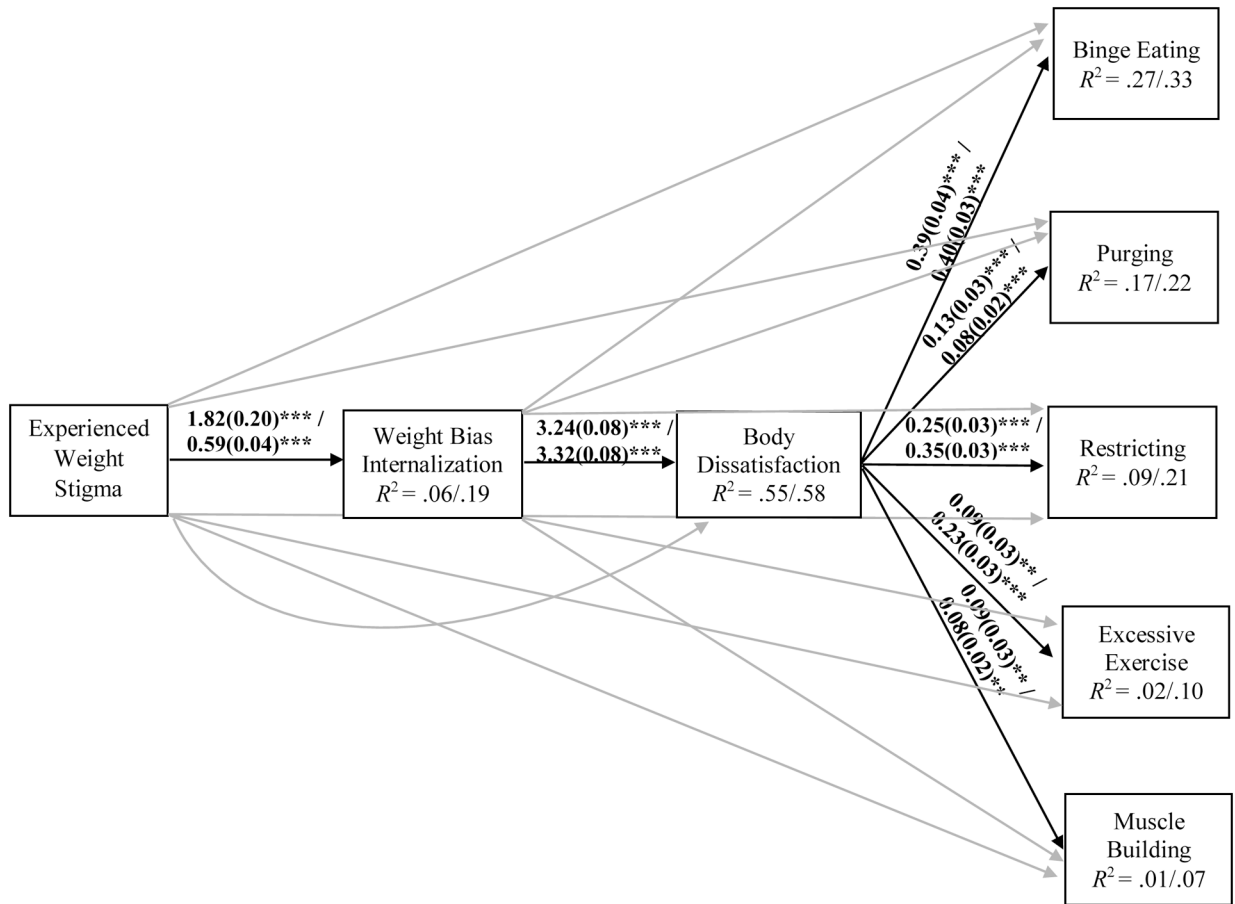 Binge Eating
R² = .27/.33
0.39(0.04)*** /
0.40(0.03)***
Purging
R² = .17/.22
0.13(0.03)*** /
0.08(0.02)***
Experienced
Weight
Stigma
1.82(0.20)*** /
0.59(0.04)***
Weight Bias
Internalization
R² = .06/.19
3.24(0.08)*** /
3.32(0.08)***
Body
Dissatisfaction
R² = .55/.58
0.25(0.03)*** /
0.35(0.03)***
Restricting
R² = .09/.21
0.09(0.03)** /
0.23(0.03)***
Excessive
Exercise
R² = .02/.10
0.09(0.03)** /
0.08(0.02)**
Muscle
Building
R² = .01/.07